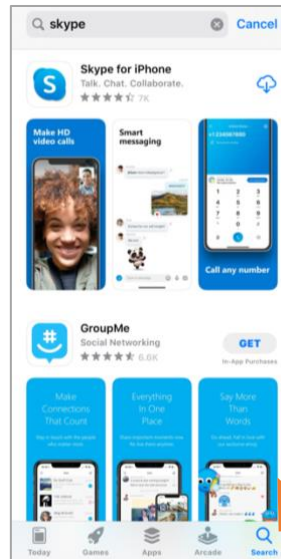 skype
Cancel
Skype for iPhone
Talk. Chat. Collaborate.
7K
Make HD
video calls
Smart
messaging
Call any number
GroupMe
Social Networking
6.6K
GET
In-App Purchases
Make
Connections
That Count
Everything
In One
Place
Say More
Than
Words
Today
Games
Apps
Arcade
Search